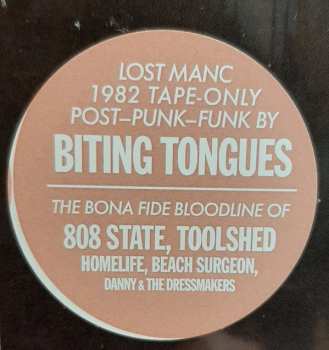 LOST MANC
1982 TAPE-ONLY
POST–PUNK–FUNK BY
BITING TONGUES
THE BONA FIDE BLOODLINE OF
808 STATE, TOOLSHED
HOMELIFE, BEACH SURGEON,
DANNY & THE DRESSMAKERS